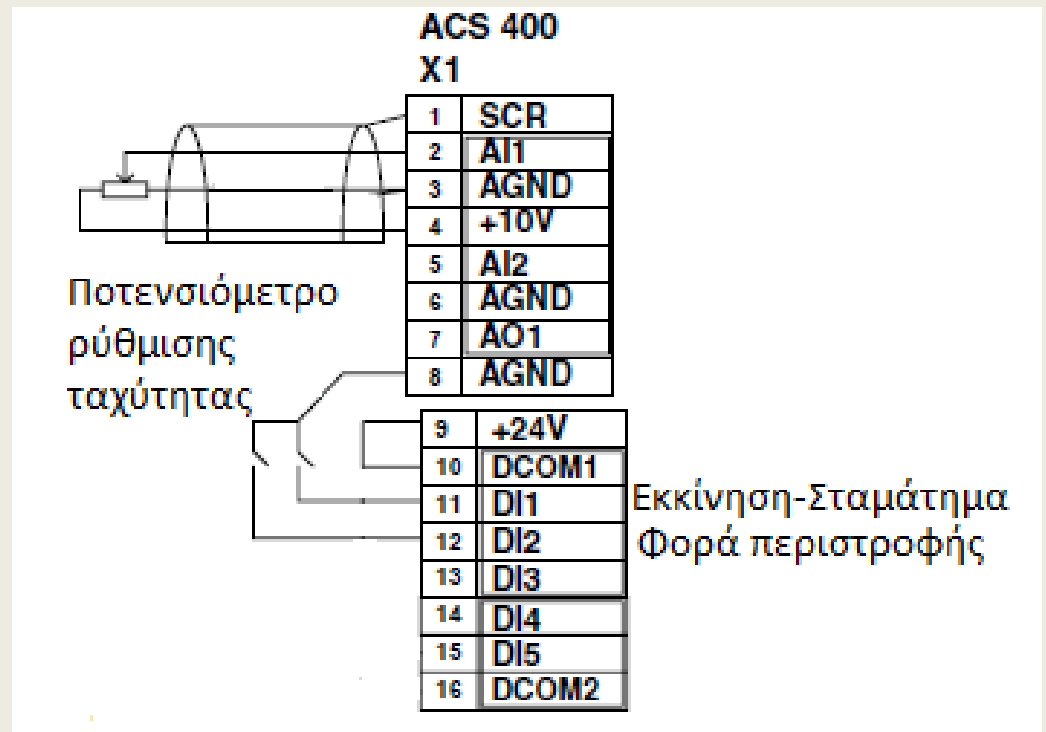 ACS 400
X1
1 SCR
2 AI1
3 AGND
4 +10V
5 AI2
6 AGND
7 AO1
8 AGND
Ποτενσιόμετρο
ρύθμισης
ταχύτητας
9 +24V
10 DCOM1
11 DI1
12 DI2
13 DI3
14 DI4
15 DI5
16 DCOM2
Εκκίνηση-Σταμάτημα
Φορά περιστροφής